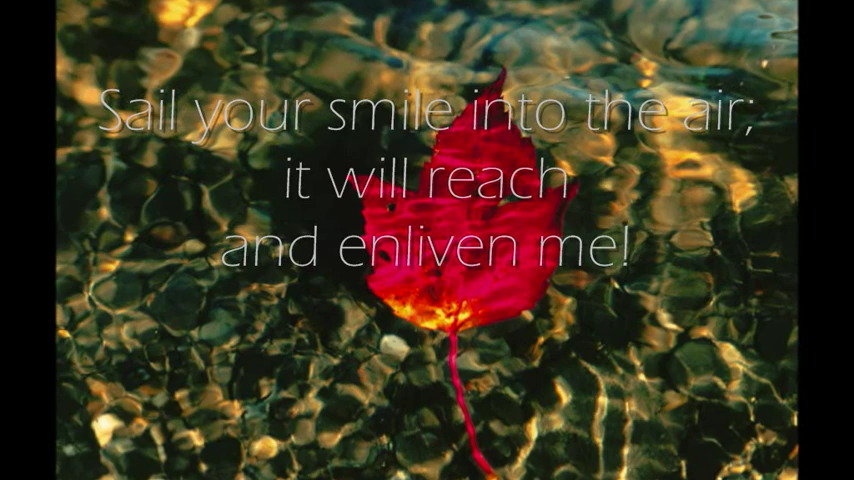 Sail your smile into the air;
it will reach
and enliven me!